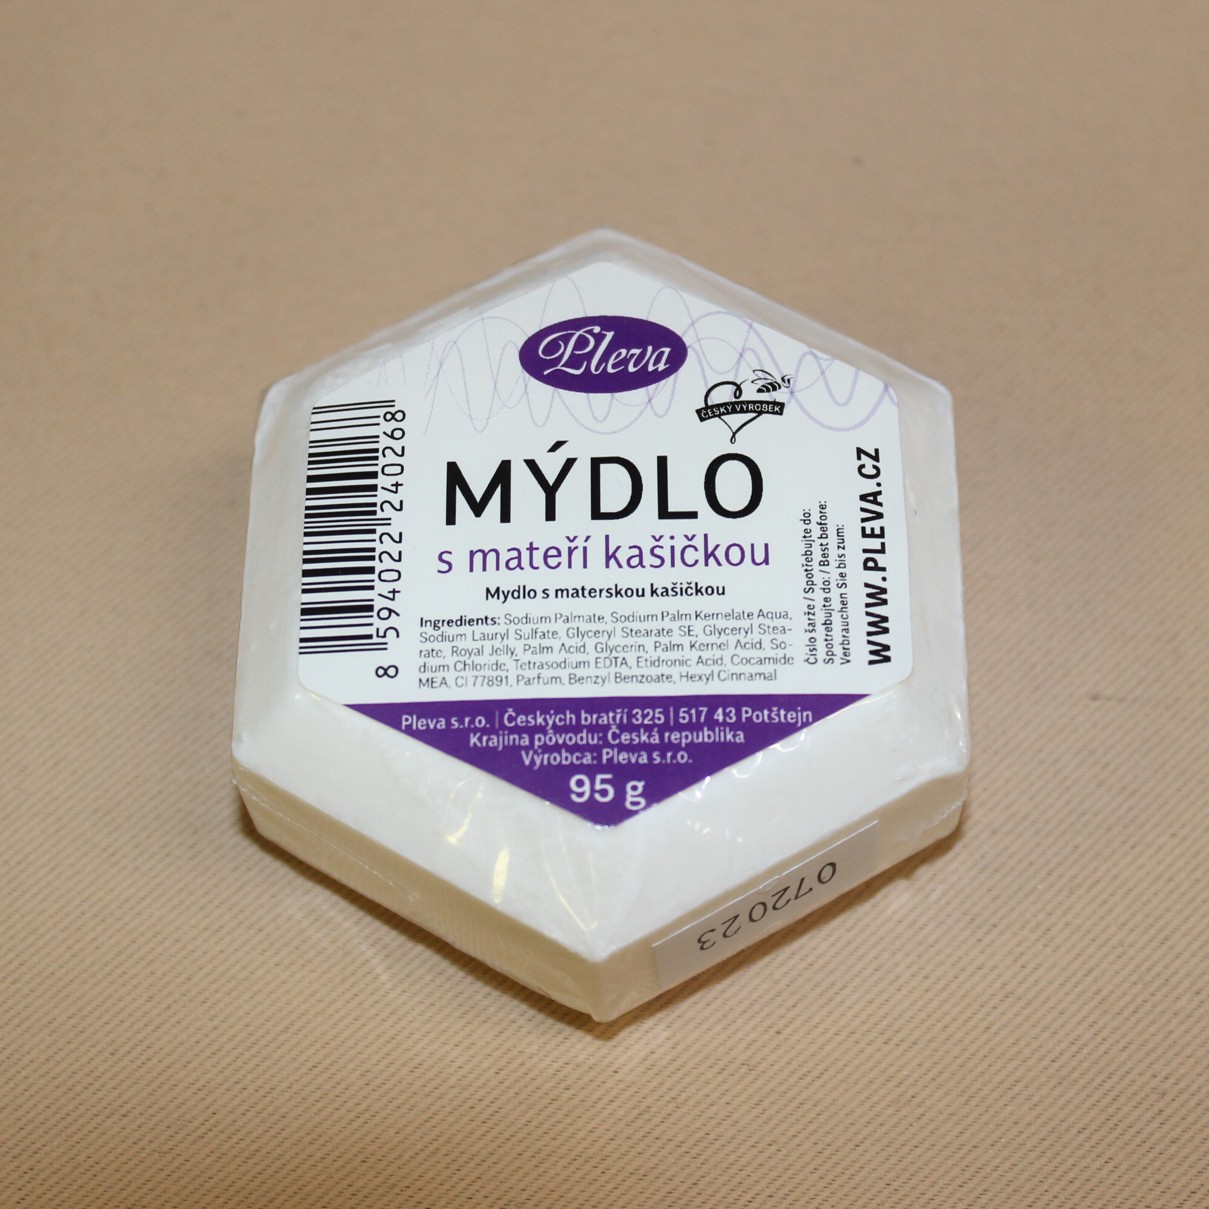 Pleva
ČESKÝ VÝROBEK
MÝDLO
s mateří kašičkou
Mydlo s materskou kašičkou
Ingredients: Sodium Palmate, Sodium Palm Kernelate Aqua,
Sodium Lauryl Sulfate, Glyceryl Stearate SE, Glyceryl Stea-
rate, Royal Jelly, Palm Acid, Glycerin, Palm Kernel Acid, So-
dium Chloride, Tetrasodium EDTA, Etidronic Acid, Cocamide
MEA, CI 77891, Parfum, Benzyl Benzoate, Hexyl Cinnamal
8 594022 240268
Číslo šarže / Spotřebujte do:
Spotrebujte do: / Best before:
Verbrauchen Sie bis zum:
WWW.PLEVA.CZ
Pleva s.r.o. | Českých bratří 325 | 517 43 Potštejn
Krajina pôvodu: Česká republika
Výrobca: Pleva s.r.o.
95 g
072023